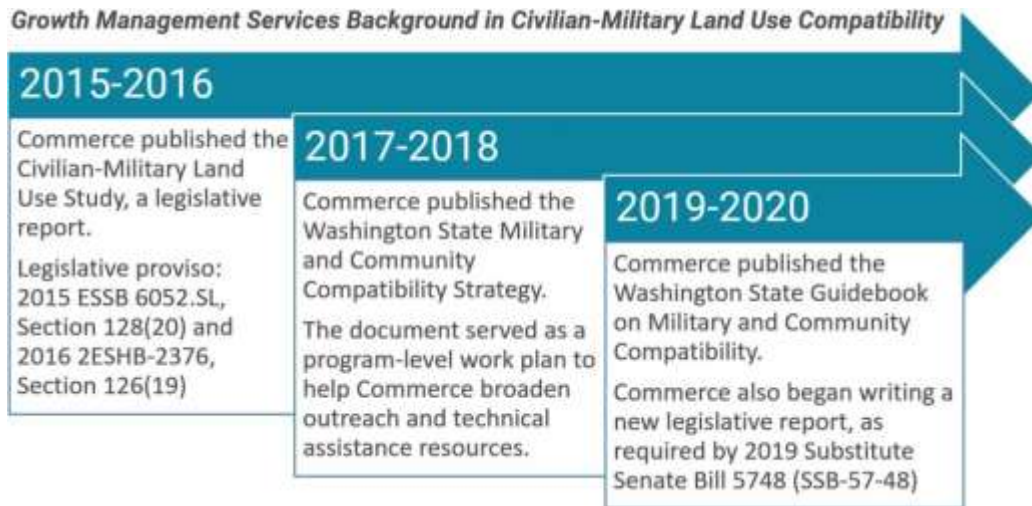 Growth Management Services Background in Civilian-Military Land Use Compatibility
2015-2016
Commerce published the
Civilian-Military Land
Use Study, a legislative
report.
Legislative proviso:
2015 ESSB 6052.SL,
Section 128(20) and
2016 2ESHB-2376,
Section 126(19)
2017-2018
Commerce published the
Washington State Military
and Community
Compatibility Strategy.
The document served as a
program-level work plan to
help Commerce broaden
outreach and technical
assistance resources.
2019-2020
Commerce published the
Washington State Guidebook
on Military and Community
Compatibility.
Commerce also began writing a
new legislative report, as
required by 2019 Substitute
Senate Bill 5748 (SSB-57-48)